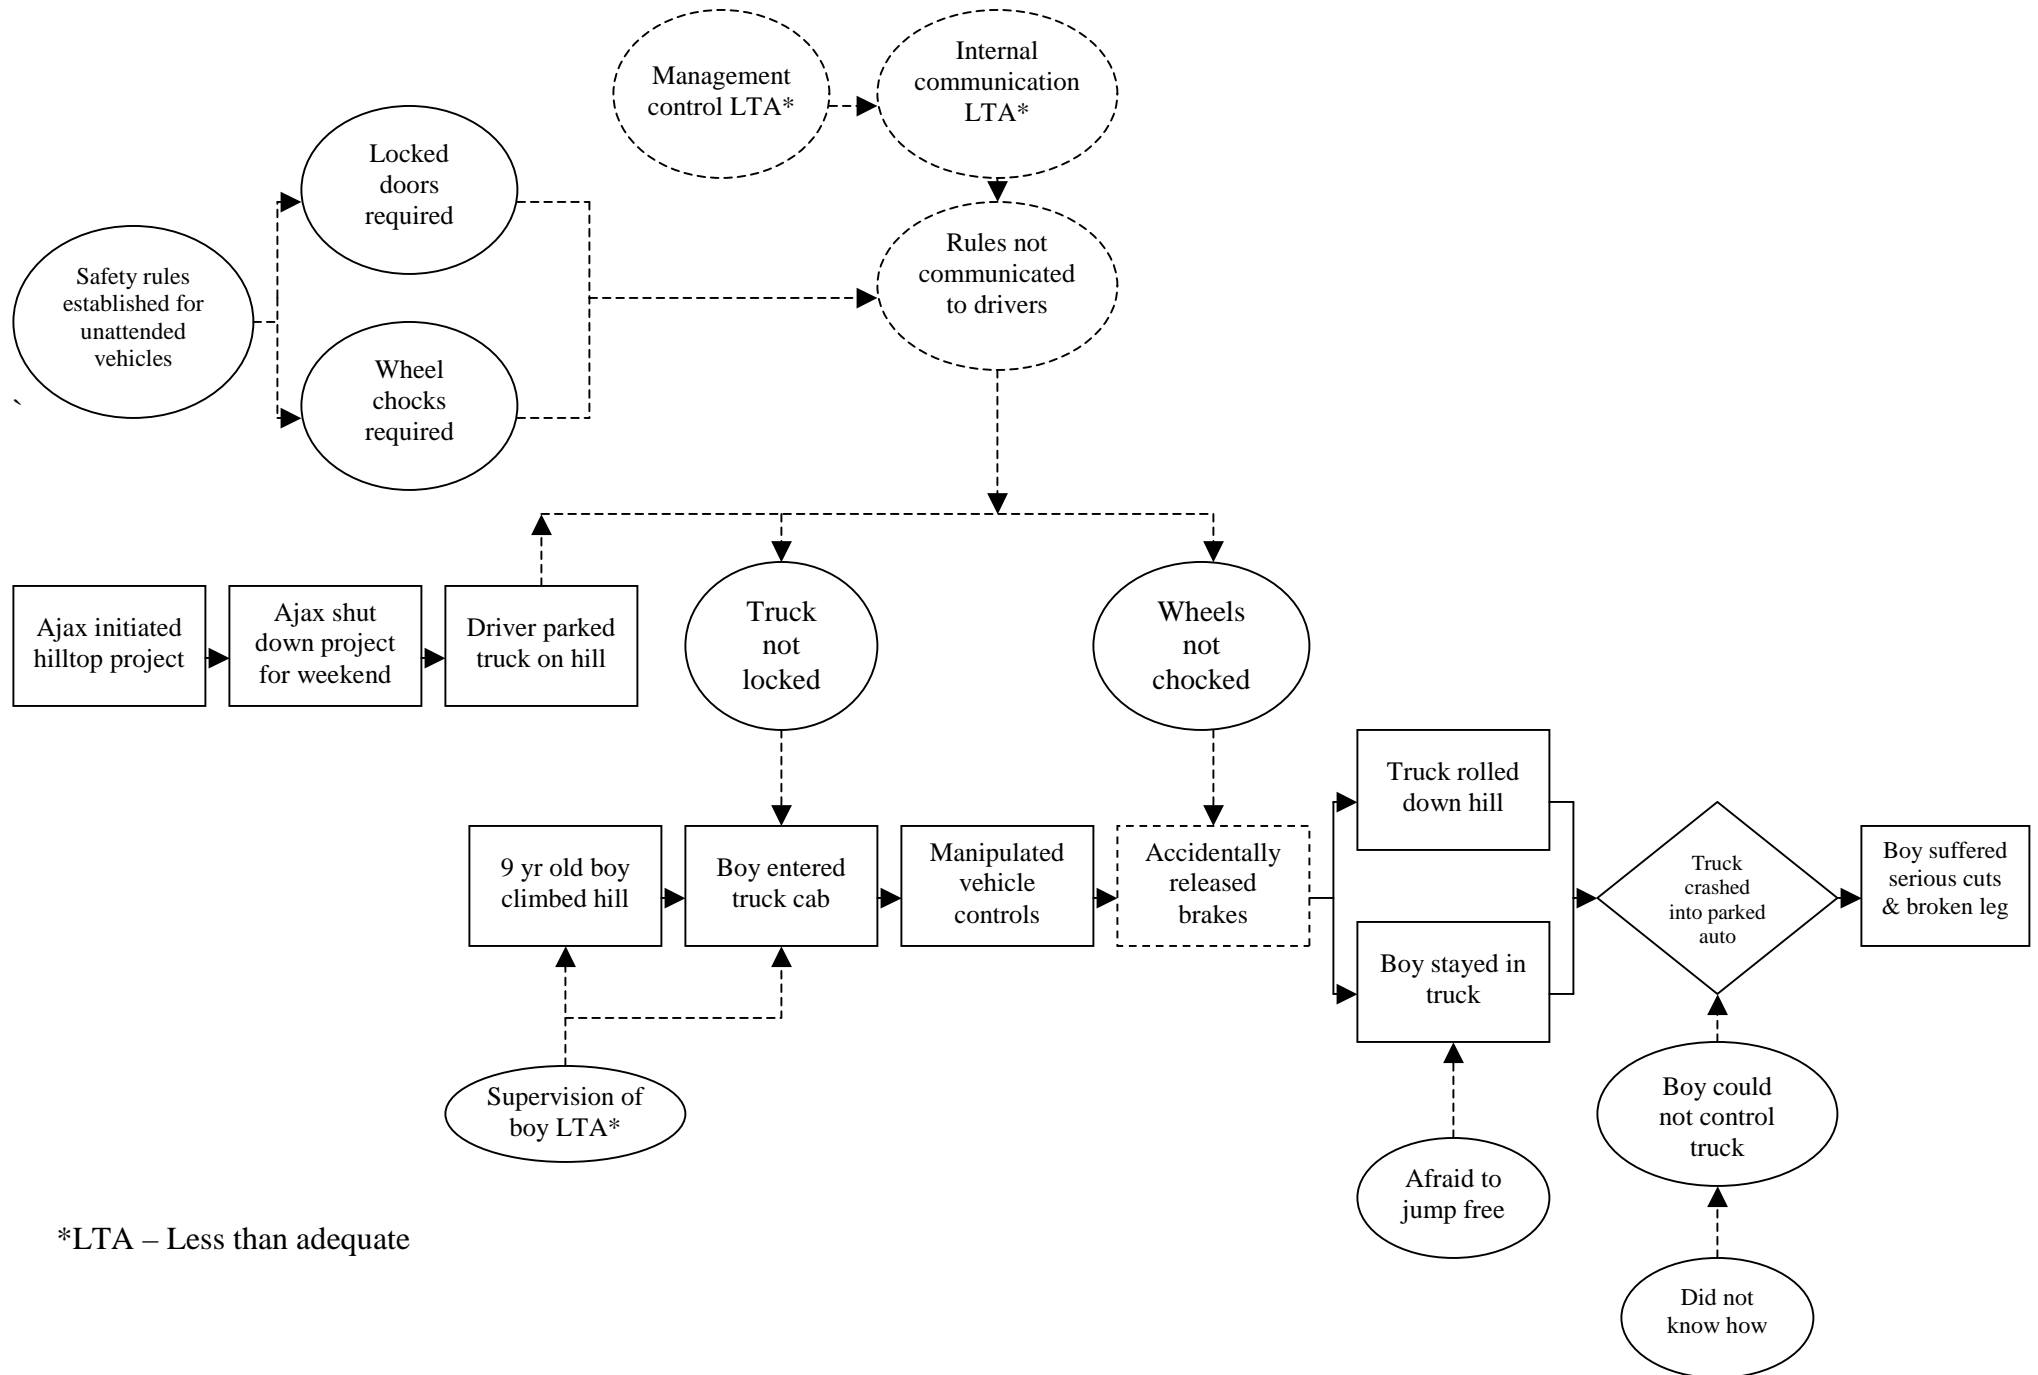 Management
control LTA*
Internal
communication
LTA*
Locked
doors
required
Safety rules
established for
unattended
vehicles
Rules not
communicated
to drivers
Wheel
chocks
required
`
Ajax initiated
hilltop project
Ajax shut
down project
for weekend
Driver parked
truck on hill
Truck
not
locked
Wheels
not
chocked
9 yr old boy
climbed hill
Boy entered
truck cab
Manipulated
vehicle
controls
Accidentally
released
brakes
Truck rolled
down hill
Boy stayed in
truck
Truck
crashed
into parked
auto
Boy suffered
serious cuts
& broken leg
Supervision of
boy LTA*
Afraid to
jump free
Boy could
not control
truck
Did not
know how
*LTA – Less than adequate